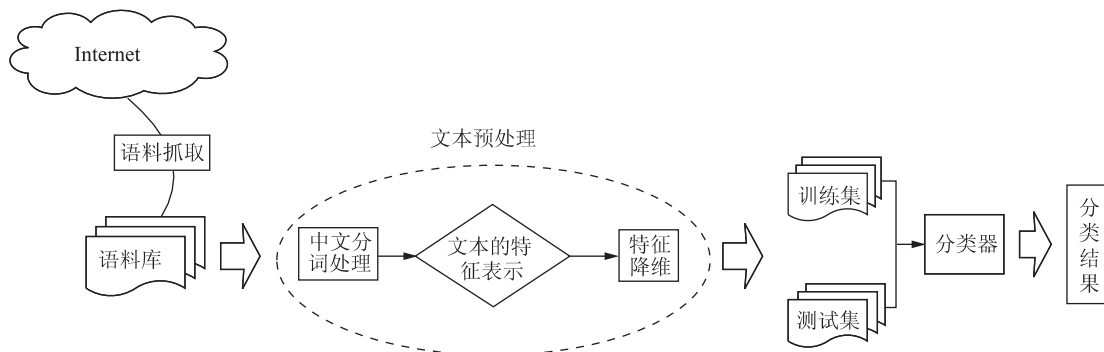 Internet
语料抓取
语料库
文本预处理
中文分
词处理
文本的特
征表示
特征
降维
训练集
测试集
分类器
分
类
结
果